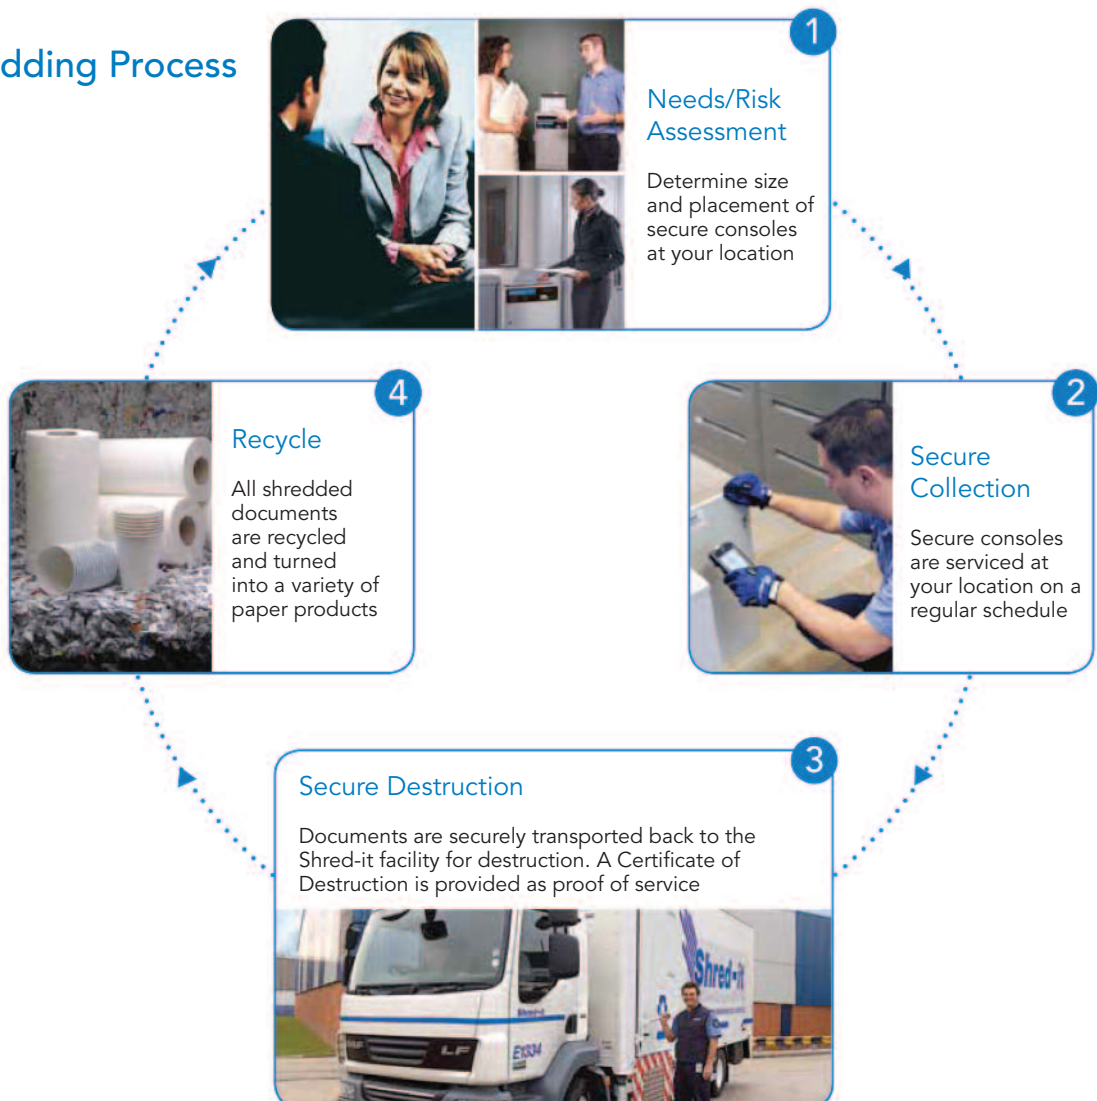 dding Process
1
Needs/Risk
Assessment
Determine size
and placement of
secure consoles
at your location
2
Secure
Collection
Secure consoles
are serviced at
your location on a
regular schedule
3
Secure Destruction
Documents are securely transported back to the
Shred-it facility for destruction. A Certificate of
Destruction is provided as proof of service
Shred-it
Shred-it
LF
E1334
4
Recycle
All shredded
documents
are recycled
and turned
into a variety of
paper products